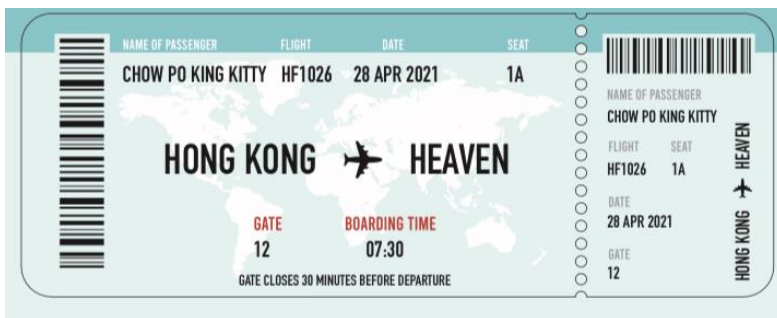 NAME OF PASSENGER FLIGHT DATE SEAT
CHOW PO KING KITTY HF1026 28 APR 2021 1A
HONG KONG HEAVEN
GATE BOARDING TIME
12 07:30
GATE CLOSES 30 MINUTES BEFORE DEPARTURE
NAME OF PASSENGER
CHOW PO KING KITTY
FLIGHT SEAT
HF1026 1A
DATE
28 APR 2021
GATE
12
HONG KONG HEAVEN